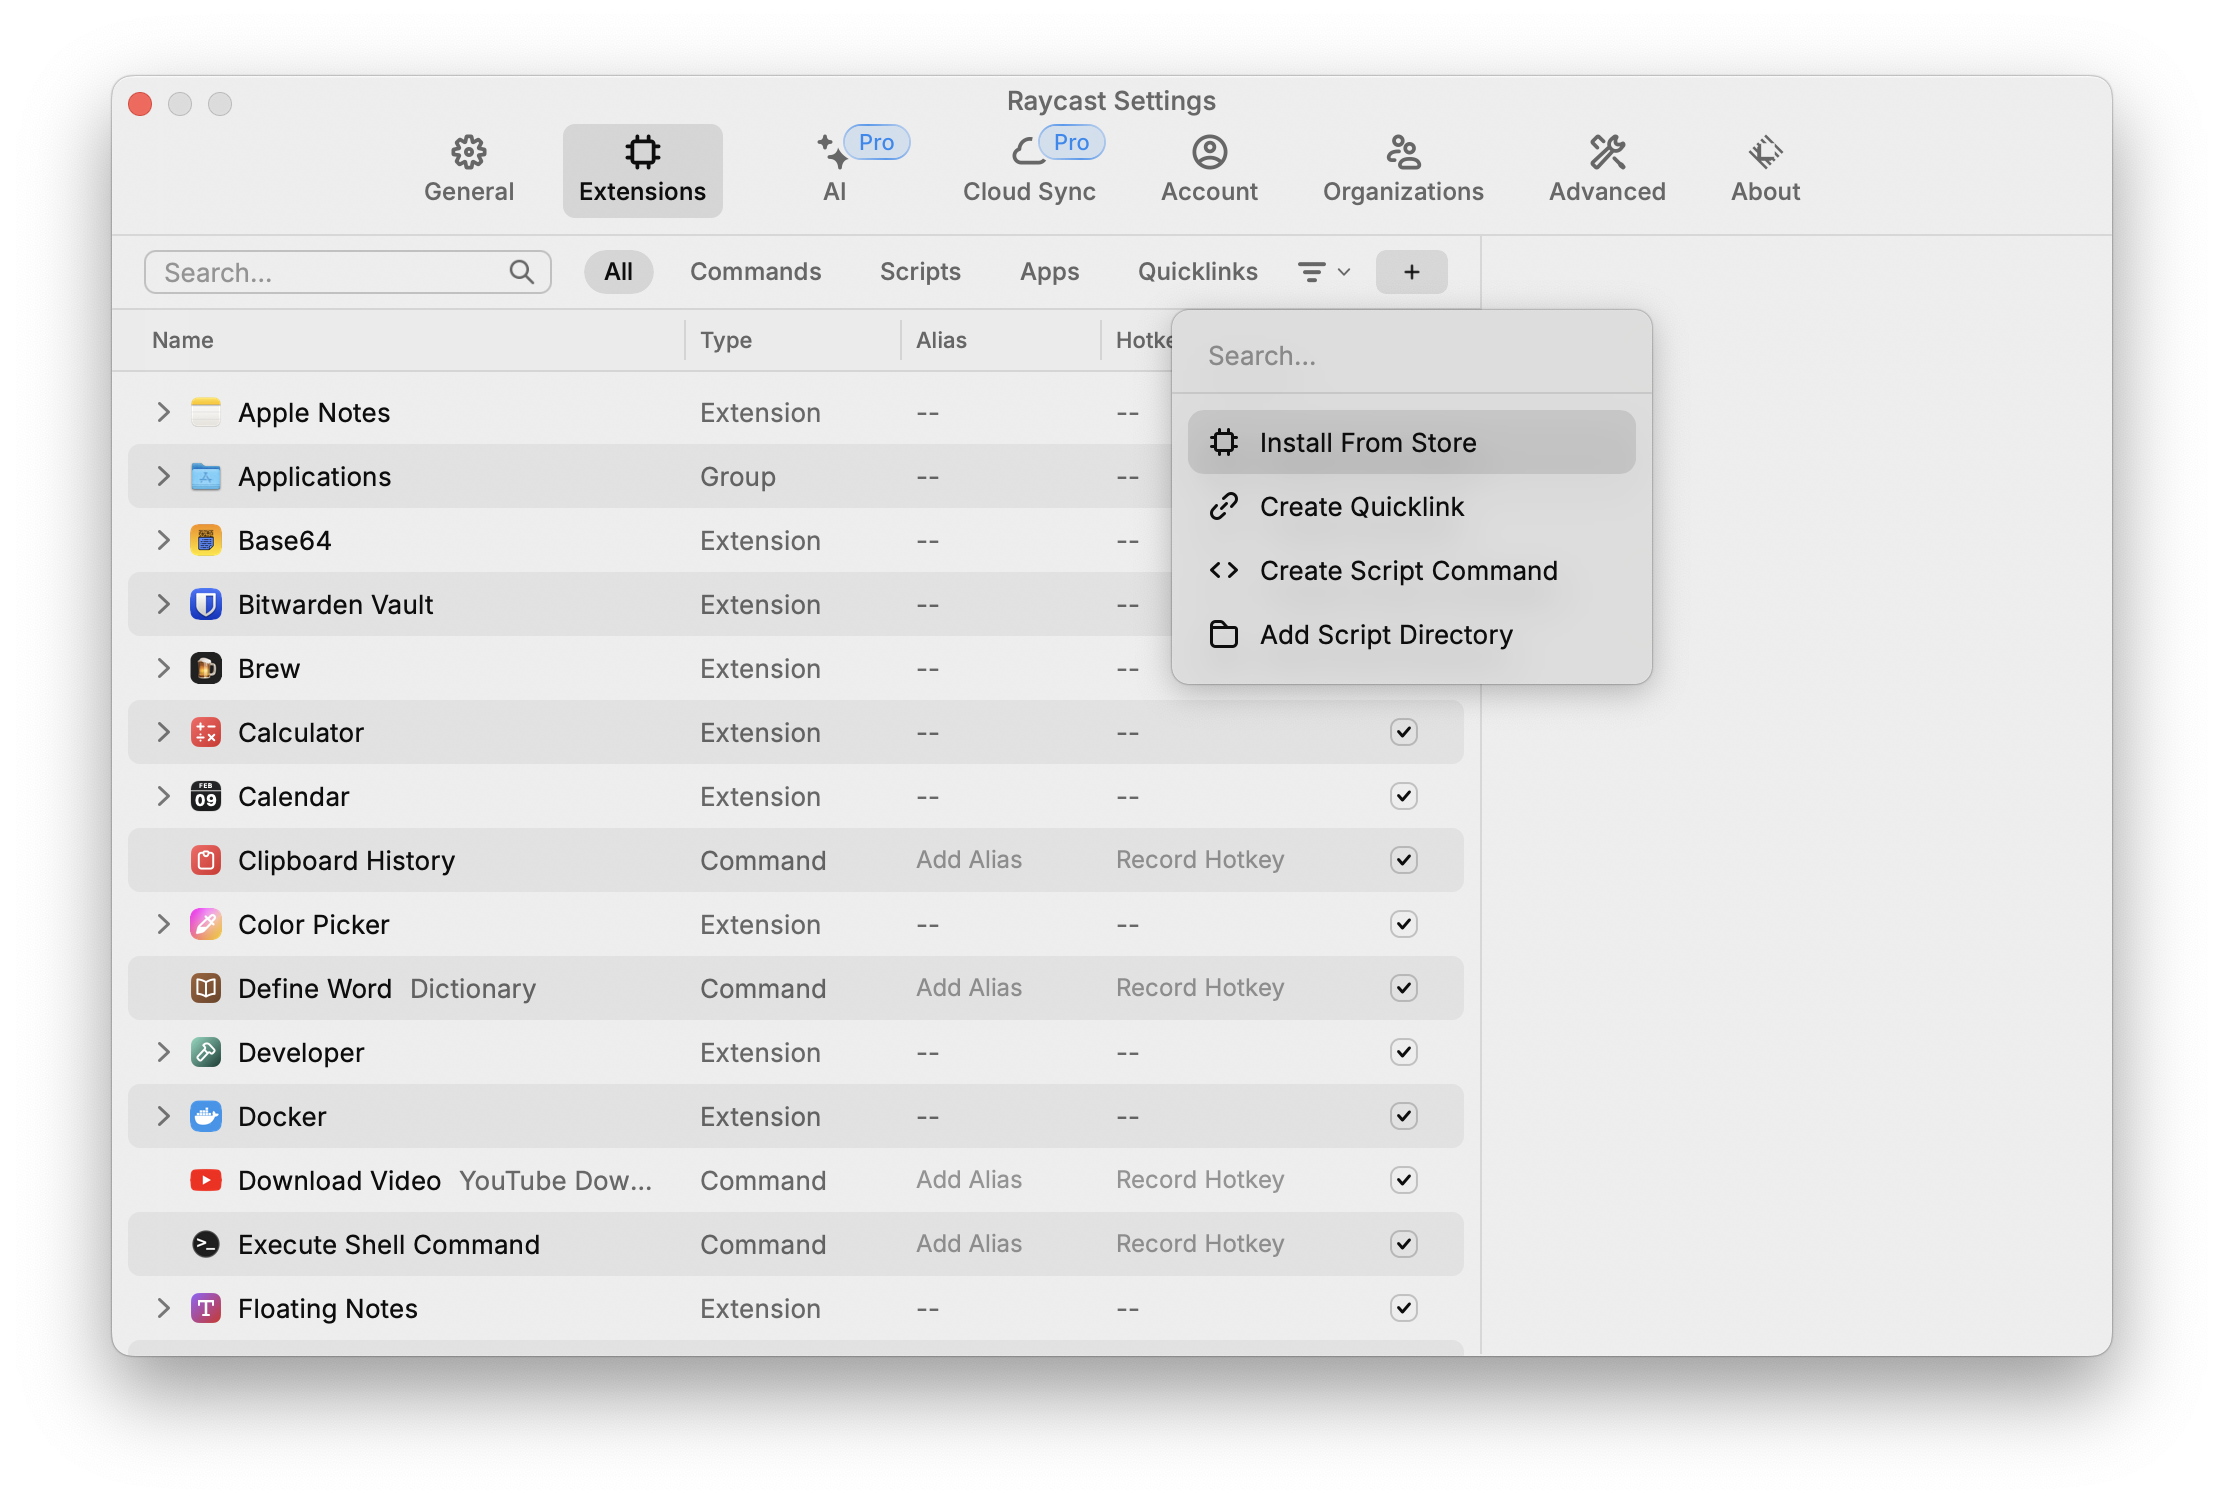 Raycast Settings
General
Extensions
AI
Pro
Cloud Sync
Pro
Account
Organizations
Advanced
About
Search...
All
Commands
Scripts
Apps
Quicklinks
+
Name Type Alias Hotke
Apple Notes Extension -- --
Applications Group -- --
Base64 Extension -- --
Bitwarden Vault Extension -- --
Brew Extension -- --
Calculator Extension -- --
Calendar Extension -- --
FEB
09
Clipboard History Command Add Alias Record Hotkey
Color Picker Extension -- --
Define Word Dictionary Command Add Alias Record Hotkey
Developer Extension -- --
Docker Extension -- --
Download Video YouTube Dow... Command Add Alias Record Hotkey
Execute Shell Command Command Add Alias Record Hotkey
Floating Notes Extension -- --
Search...
Install From Store
Create Quicklink
Create Script Command
Add Script Directory